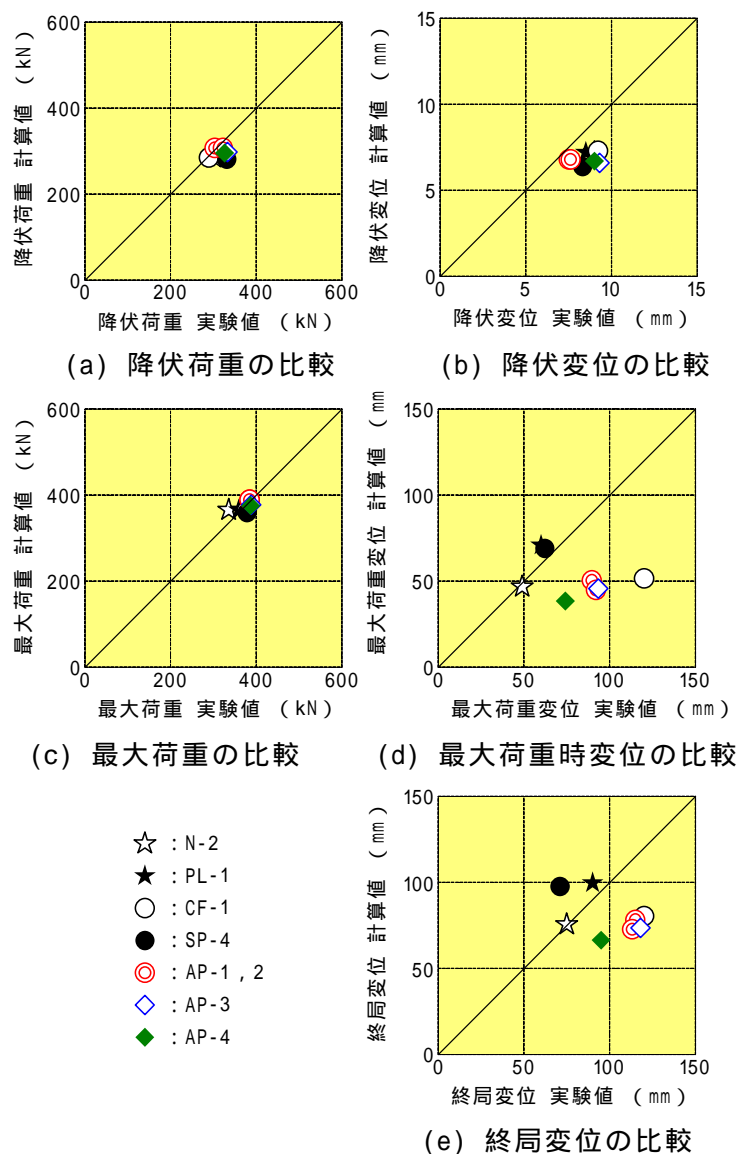 600
400
200
0
降伏荷重 計算値 (kN)
0 200 400 600
降伏荷重 実験値 (kN)
(a) 降伏荷重の比較
15
10
5
0
降伏変位 計算値 (mm)
0 5 10 15
降伏変位 実験値 (mm)
(b) 降伏変位の比較
600
400
200
0
最大荷重 計算値 (kN)
0 200 400 600
最大荷重 実験値 (kN)
(c) 最大荷重の比較
150
100
50
0
最大荷重変位 計算値 (mm
0 50 100 150
最大荷重変位 実験値 (mm)
(d) 最大荷重時変位の比較
:N-2
:PL-1
:CF-1
:SP-4
:AP-1,2
:AP-3
:AP-4
150
100
50
0
終局変位 計算値 (mm)
0 50 100 150
終局変位 実験値 (mm)
(e) 終局変位の比較